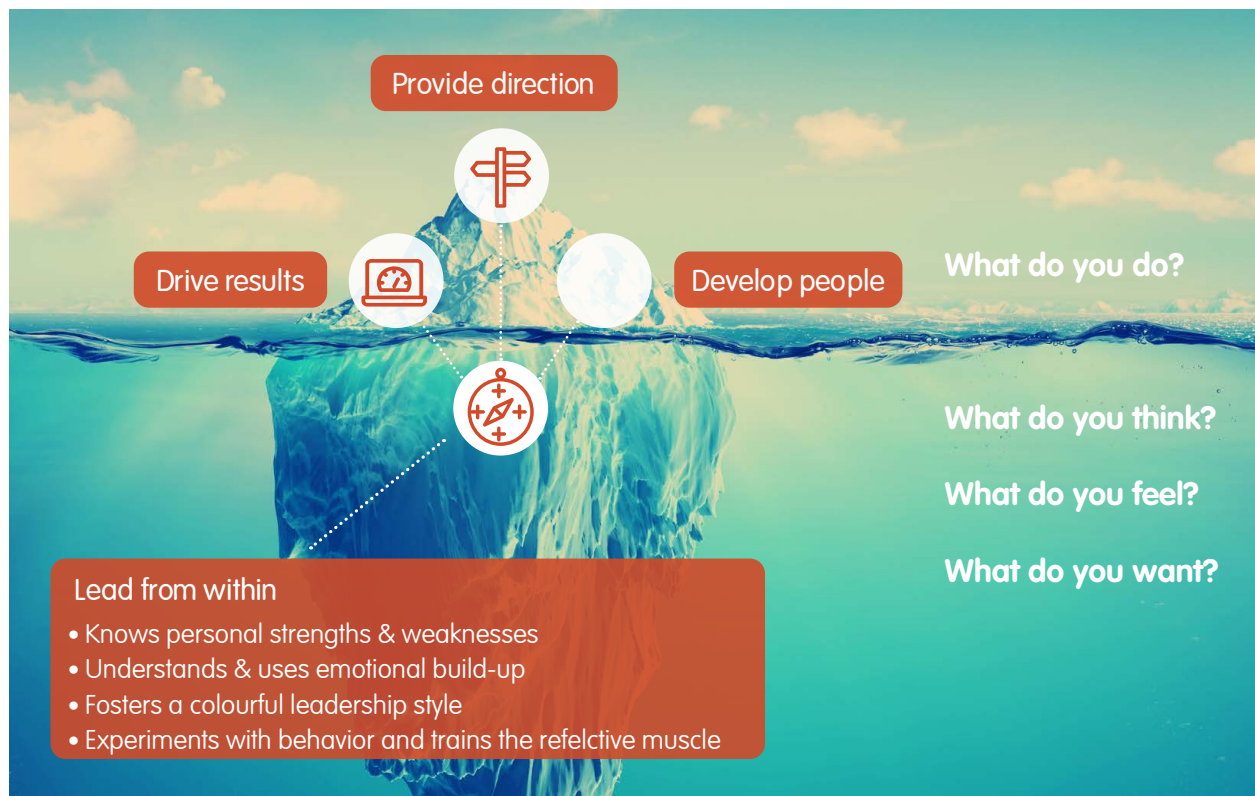 Provide direction
Drive results
Develop people
What do you do?
What do you think?
What do you feel?
What do you want?
Lead from within
• Knows personal strengths & weaknesses
• Understands & uses emotional build-up
• Fosters a colourful leadership style
• Experiments with behavior and trains the refelctive muscle